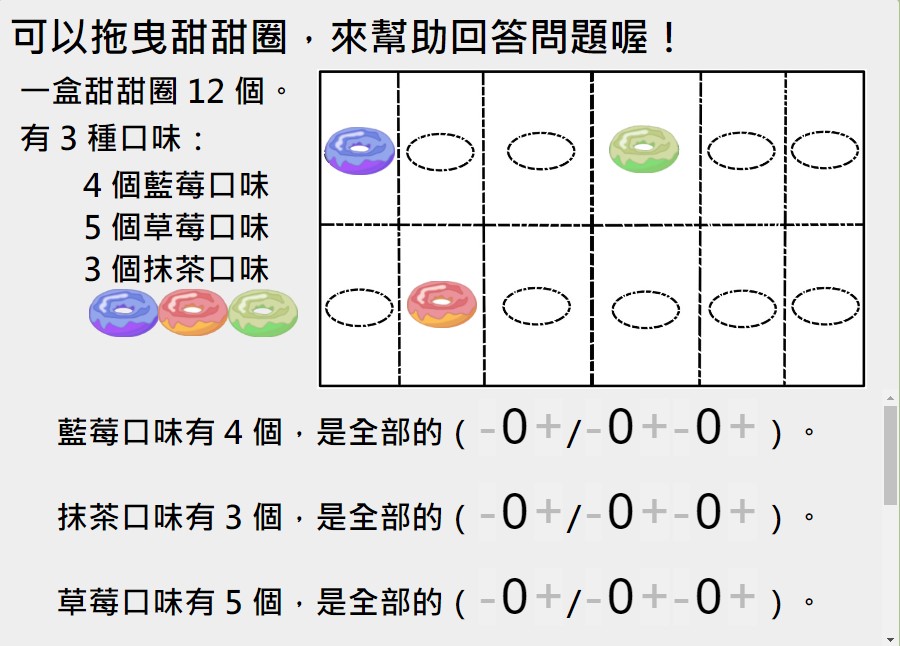 可以拖曳甜甜圈，來幫助回答問題喔！
一盒甜甜圈 12 個。
有 3 種口味：
4 個藍莓口味
5 個草莓口味
3 個抹茶口味
藍莓口味有 4 個，是全部的（ -0+/-0+-0+ ）。
抹茶口味有 3 個，是全部的（ -0+/-0+-0+ ）。
草莓口味有 5 個，是全部的（ -0+/-0+-0+ ）。